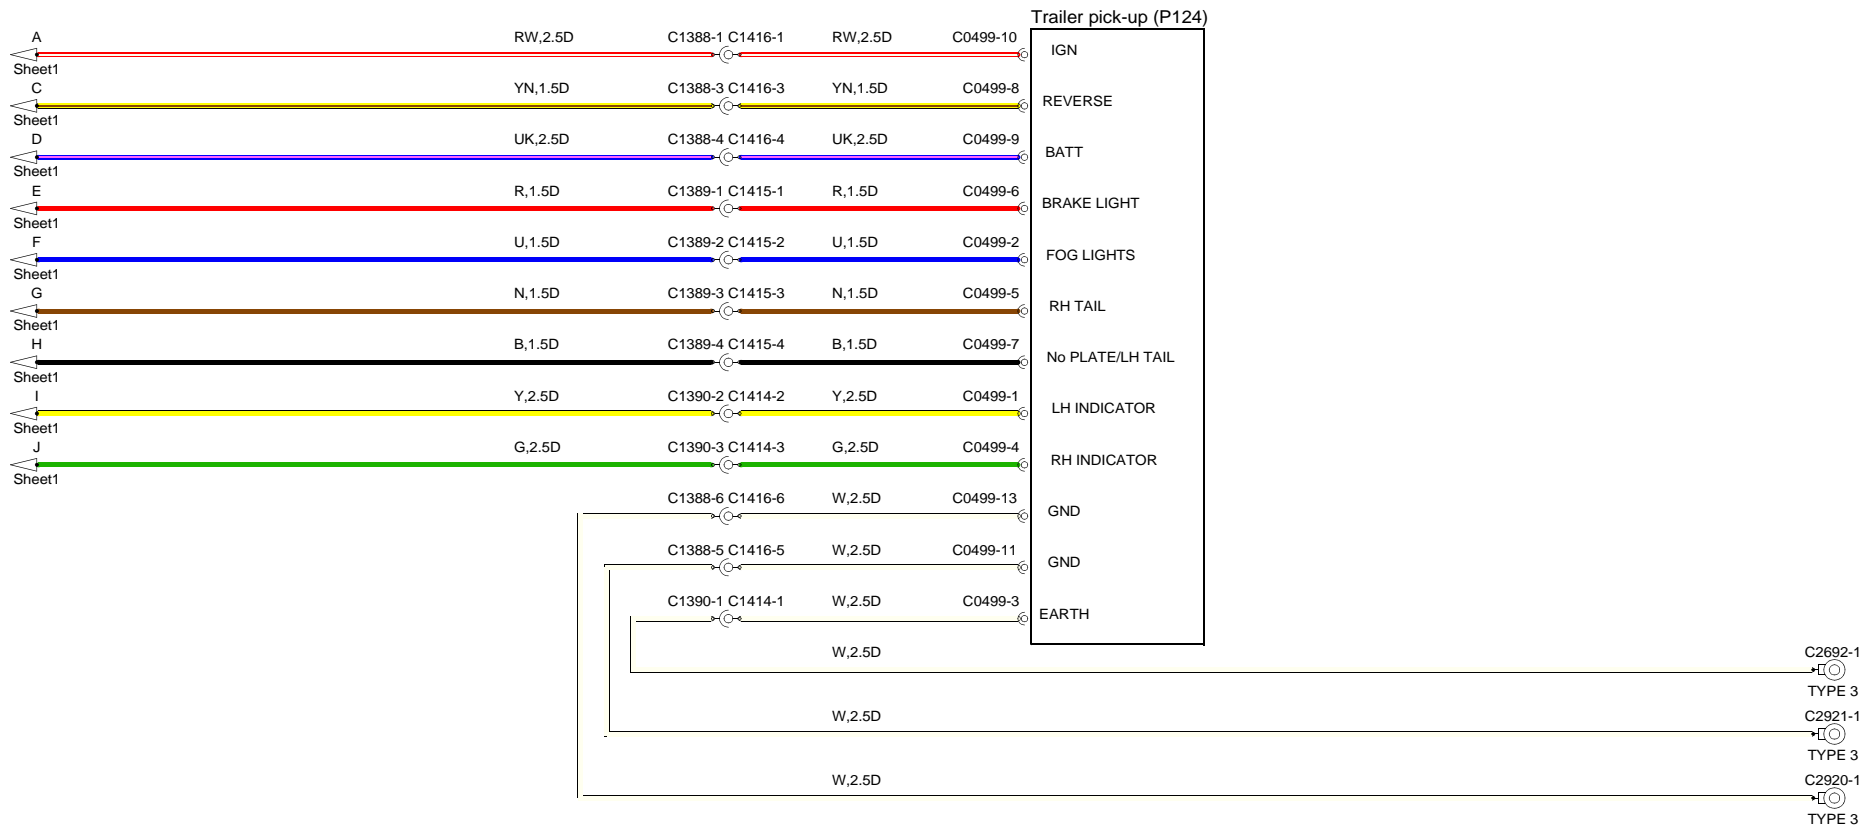 Trailer pick-up (P124)
A RW,2.5D C1388-1 C1416-1 RW,2.5D C0499-10 IGN
Sheet1
C YN,1.5D C1388-3 C1416-3 YN,1.5D C0499-8 REVERSE
Sheet1
D UK,2.5D C1388-4 C1416-4 UK,2.5D C0499-9 BATT
Sheet1
E R,1.5D C1389-1 C1415-1 R,1.5D C0499-6 BRAKE LIGHT
Sheet1
F U,1.5D C1389-2 C1415-2 U,1.5D C0499-2 FOG LIGHTS
Sheet1
G N,1.5D C1389-3 C1415-3 N,1.5D C0499-5 RH TAIL
Sheet1
H B,1.5D C1389-4 C1415-4 B,1.5D C0499-7 No PLATE/LH TAIL
Sheet1
I Y,2.5D C1390-2 C1414-2 Y,2.5D C0499-1 LH INDICATOR
Sheet1
J G,2.5D C1390-3 C1414-3 G,2.5D C0499-4 RH INDICATOR
Sheet1
C1388-6 C1416-6 W,2.5D C0499-13 GND
C1388-5 C1416-5 W,2.5D C0499-11 GND
C1390-1 C1414-1 W,2.5D C0499-3 EARTH
W,2.5D C2692-1
TYPE 3
W,2.5D C2921-1
TYPE 3
W,2.5D C2920-1
TYPE 3